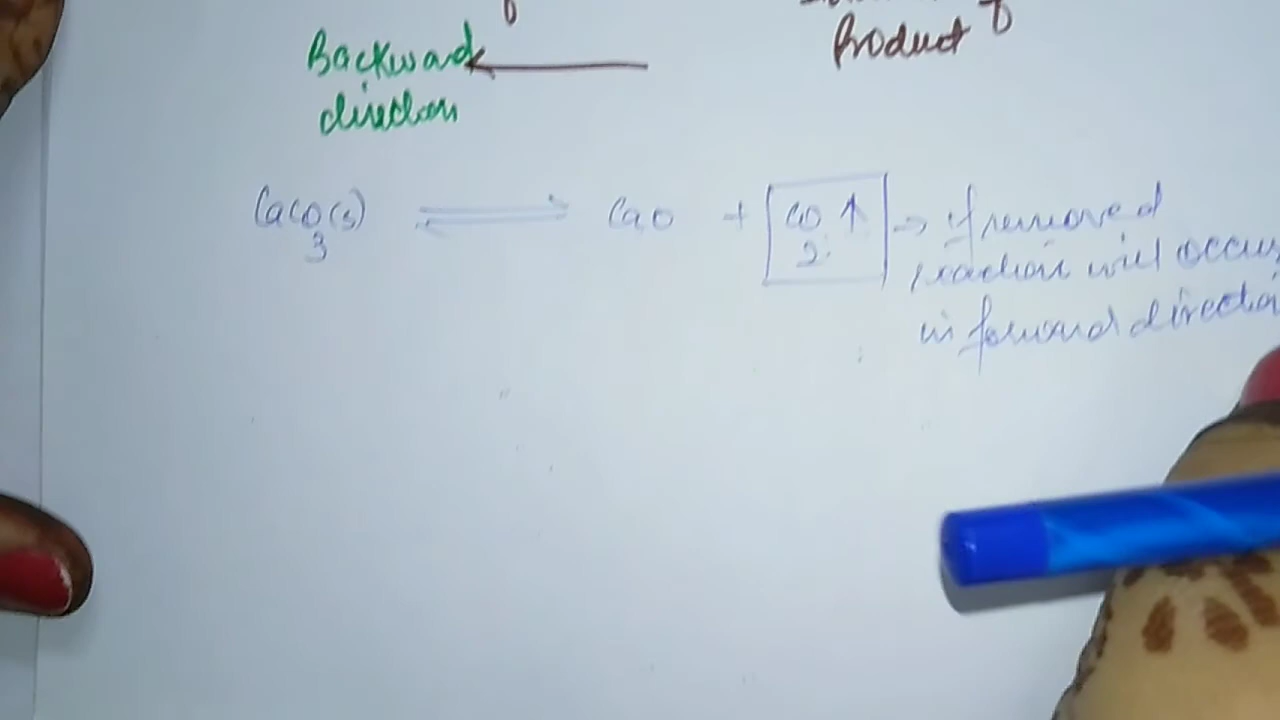 Backward
direction
Product
CaCO3(s) ⇌ CaO + CO2 ↑ → if removed
reaction will occur
in forward direction